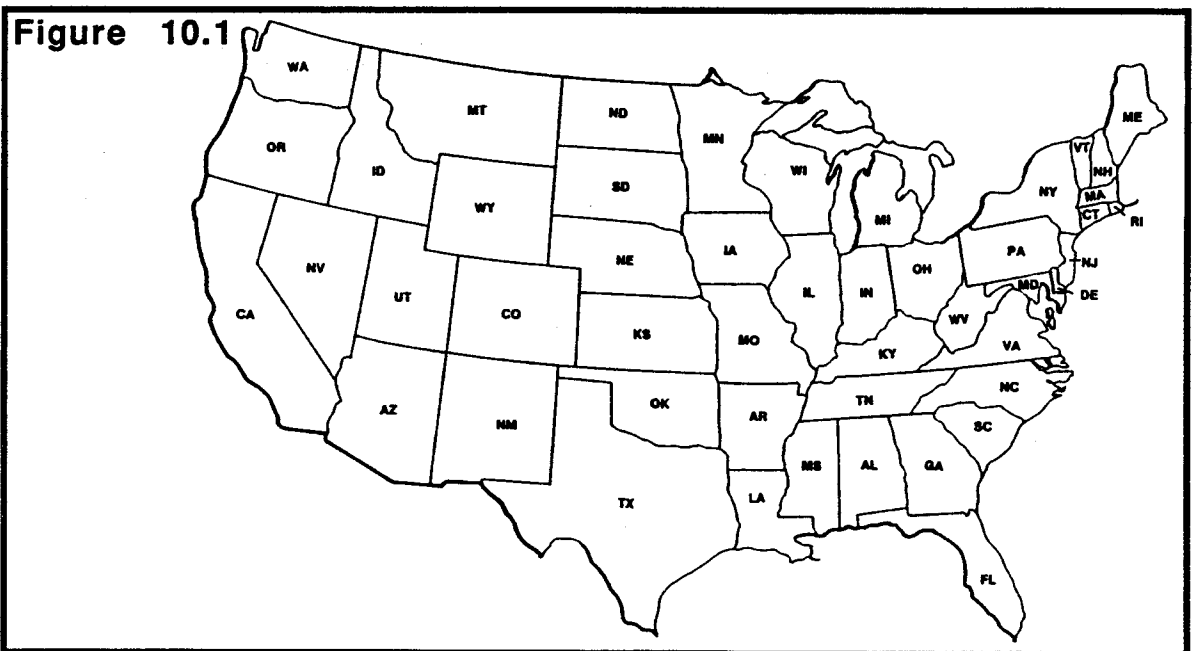 Figure 10.1
WA
MT
ND
MN
ME
OR
ID
SD
WI
VT
NH
WY
MI
NY
MA
CT
RI
NV
UT
NE
IA
IL
IN
OH
PA
NJ
MD
DE
CA
CO
KS
MO
WV
KY
VA
AZ
NM
OK
AR
TN
NC
SC
TX
LA
MS
AL
GA
FL